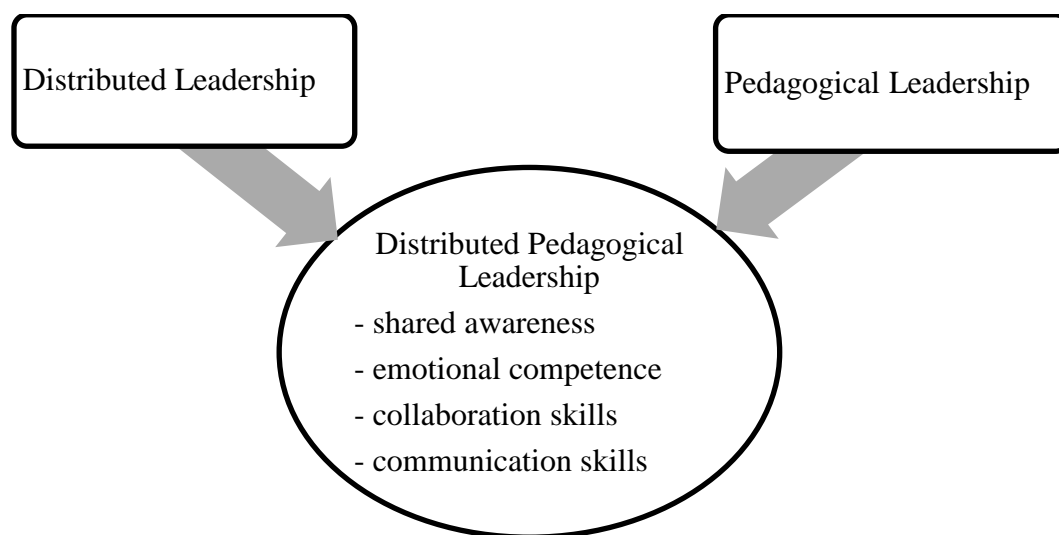 Distributed Leadership
Pedagogical Leadership
Distributed Pedagogical
Leadership
- shared awareness
- emotional competence
- collaboration skills
- communication skills